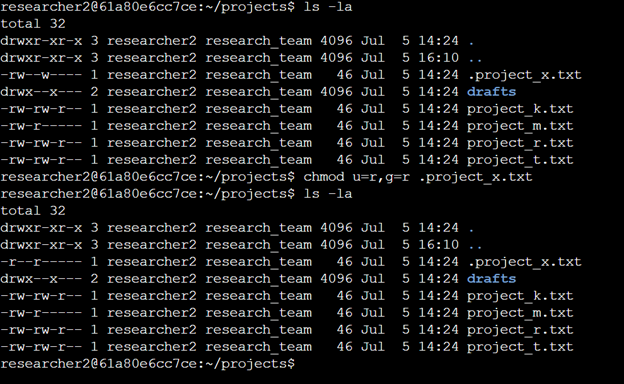 researcher2@61a80e6cc7ce:~/projects$ ls -la
total 32
drwxr-xr-x 3 researcher2 research_team 4096 Jul  5 14:24 .
drwxr-xr-x 3 researcher2 research_team 4096 Jul  5 16:10 ..
-rw--w---- 1 researcher2 research_team   46 Jul  5 14:24 .project_x.txt
drwx--x--- 2 researcher2 research_team 4096 Jul  5 14:24 drafts
-rw-rw-r-- 1 researcher2 research_team   46 Jul  5 14:24 project_k.txt
-rw-r----- 1 researcher2 research_team   46 Jul  5 14:24 project_m.txt
-rw-rw-r-- 1 researcher2 research_team   46 Jul  5 14:24 project_r.txt
-rw-rw-r-- 1 researcher2 research_team   46 Jul  5 14:24 project_t.txt
researcher2@61a80e6cc7ce:~/projects$ chmod u=r,g=r .project_x.txt
researcher2@61a80e6cc7ce:~/projects$ ls -la
total 32
drwxr-xr-x 3 researcher2 research_team 4096 Jul  5 14:24 .
drwxr-xr-x 3 researcher2 research_team 4096 Jul  5 16:10 ..
-r--r----- 1 researcher2 research_team   46 Jul  5 14:24 .project_x.txt
drwx--x--- 2 researcher2 research_team 4096 Jul  5 14:24 drafts
-rw-rw-r-- 1 researcher2 research_team   46 Jul  5 14:24 project_k.txt
-rw-r----- 1 researcher2 research_team   46 Jul  5 14:24 project_m.txt
-rw-rw-r-- 1 researcher2 research_team   46 Jul  5 14:24 project_r.txt
-rw-rw-r-- 1 researcher2 research_team   46 Jul  5 14:24 project_t.txt
researcher2@61a80e6cc7ce:~/projects$